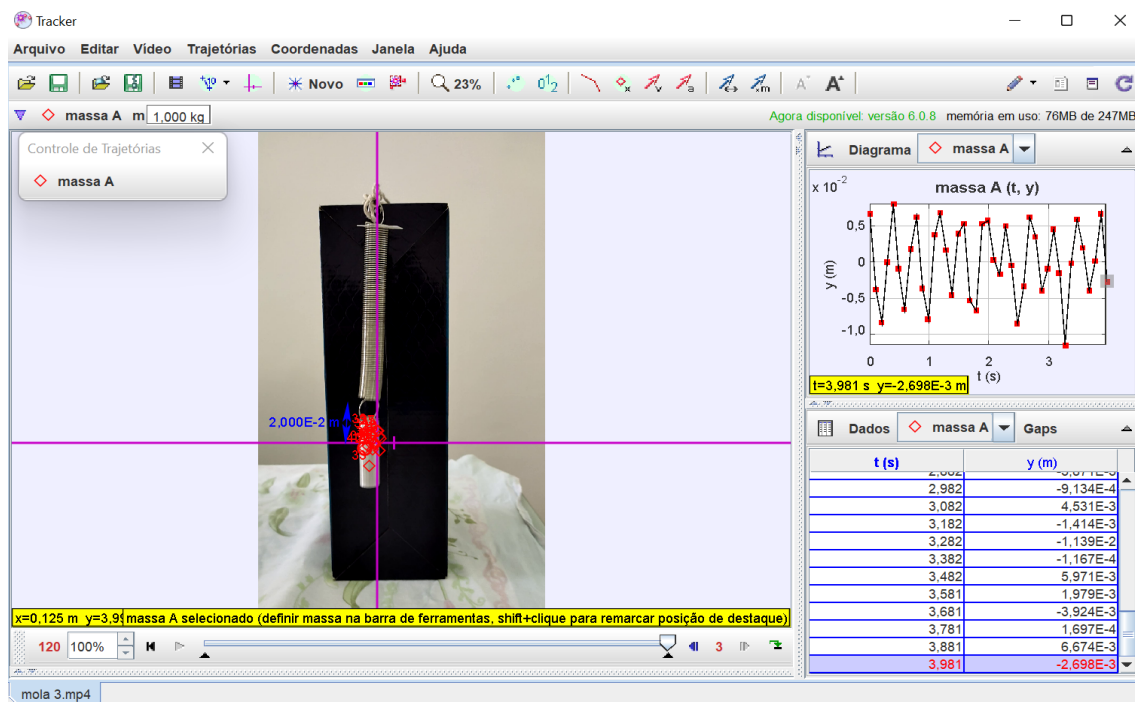 Tracker
Arquivo Editar Vídeo Trajetórias Coordenadas Janela Ajuda
Novo 23%
massa A m 1,000 kg
Agora disponível: versão 6.0.8 memória em uso: 76MB de 247MB
Controle de Trajetórias
massa A
2,000E-2 m
x=0,125 m y=3,9
massa A selecionado (definir massa na barra de ferramentas, shift+clique para remarcar posição de destaque)
120 100% 3
mola 3.mp4
Diagrama massa A
x 10-2
massa A (t, y)
0,5
0
-0,5
-1,0
y (m)
0 1 2 3
t (s)
t=3,981 s y=-2,698E-3 m
Dados massa A Gaps
t (s) y (m)
2,982 -9,134E-4
3,082 4,531E-3
3,182 -1,414E-3
3,282 -1,139E-2
3,382 -1,167E-4
3,482 5,971E-3
3,581 1,979E-3
3,681 -3,924E-3
3,781 1,697E-4
3,881 6,674E-3
3,981 -2,698E-3